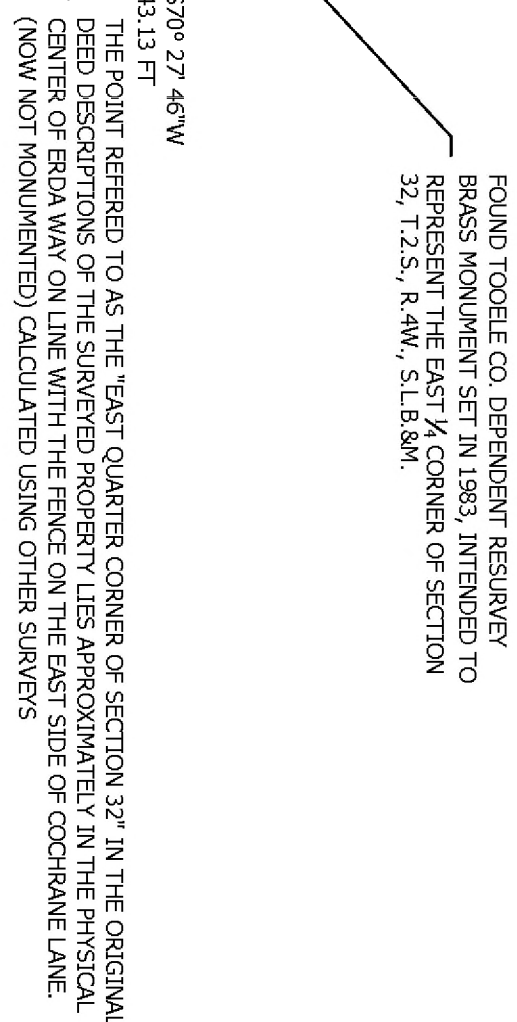 FOUND TOOELE CO. DEPENDENT RESURVEY
BRASS MONUMENT SET IN 1983, INTENDED TO
REPRESENT THE EAST ¼ CORNER OF SECTION
32, T.2.S., R.4W., S.L.B.&M.
S70° 27' 46"W
43.13 FT
THE POINT REFERED TO AS THE "EAST QUARTER CORNER OF SECTION 32" IN THE ORIGINAL
DEED DESCRIPTIONS OF THE SURVEYED PROPERTY LIES APPROXIMATELY IN THE PHYSICAL
CENTER OF ERDA WAY ON LINE WITH THE FENCE ON THE EAST SIDE OF COCHRANE LANE.
(NOW NOT MONUMENTED) CALCULATED USING OTHER SURVEYS